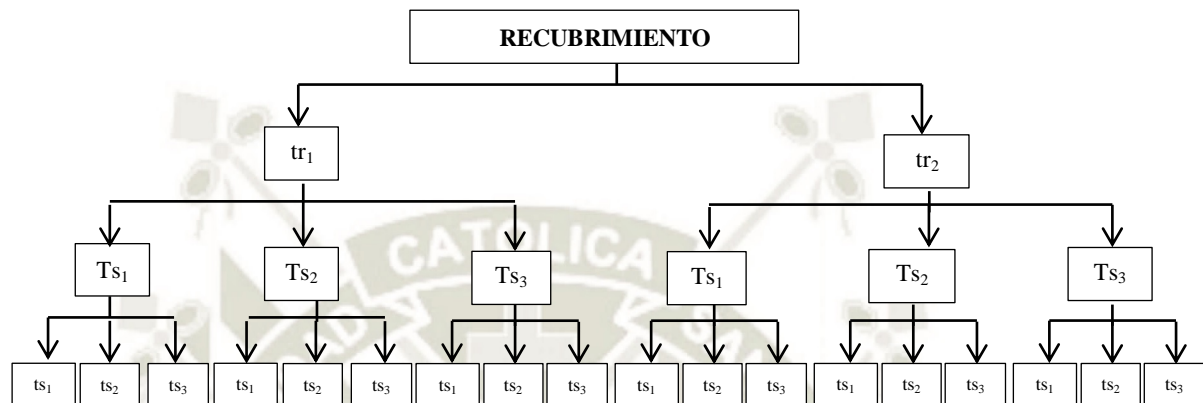 RECUBRIMIENTO
tr₁ tr₂
Ts₁ Ts₂ Ts₃ Ts₁ Ts₂ Ts₃
ts₁ ts₂ ts₃ ts₁ ts₂ ts₃ ts₁ ts₂ ts₃ ts₁ ts₂ ts₃ ts₁ ts₂ ts₃ ts₁ ts₂ ts₃
CATOLICA